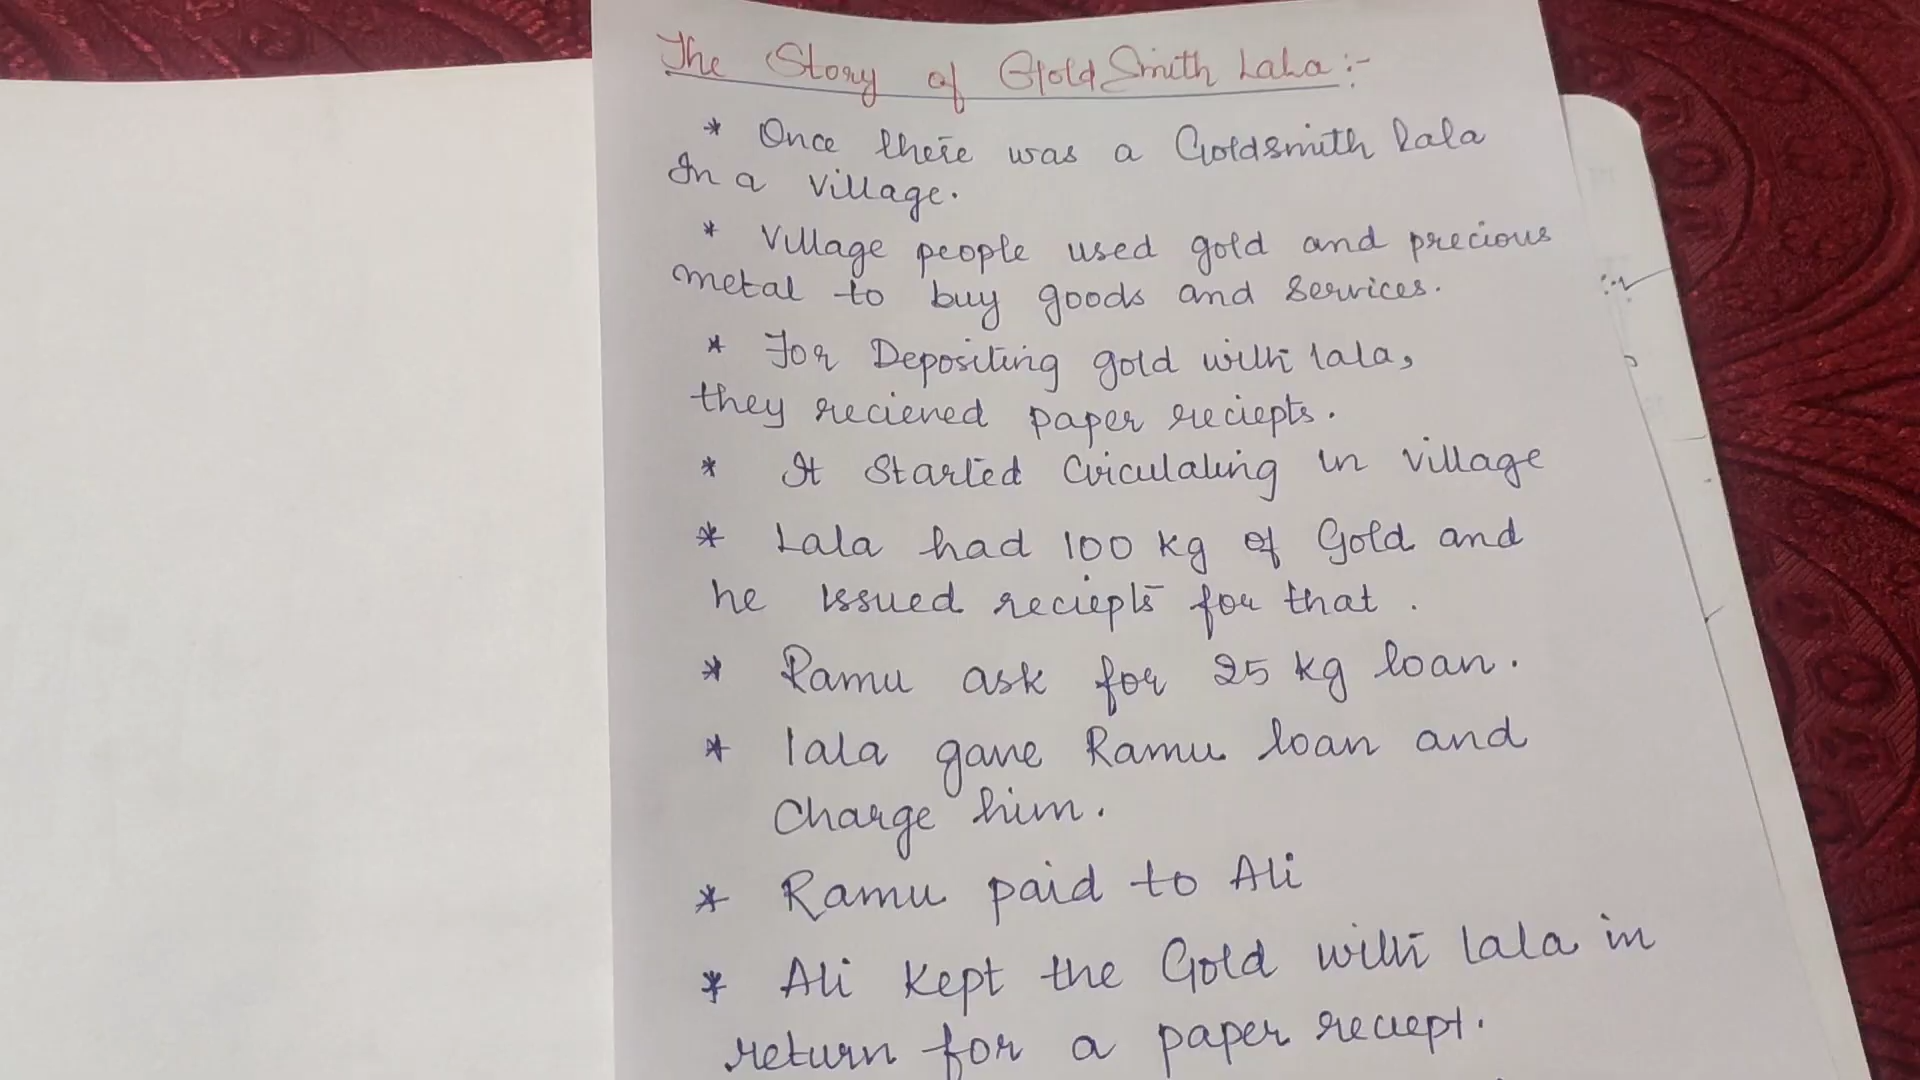 The Story of GoldSmith Lala :-
* Once there was a Goldsmith lala
In a village.
* Village people used gold and precious
metal to buy goods and services.
* For Depositing gold with lala,
they recieved paper reciepts.
* It started circulating in village
* Lala had 100 kg of Gold and
he issued reciepts for that .
* Ramu ask for 25 kg loan.
* lala gave Ramu loan and
Charge him.
* Ramu paid to Ali
* Ali kept the Gold with lala in
return for a paper reciept.